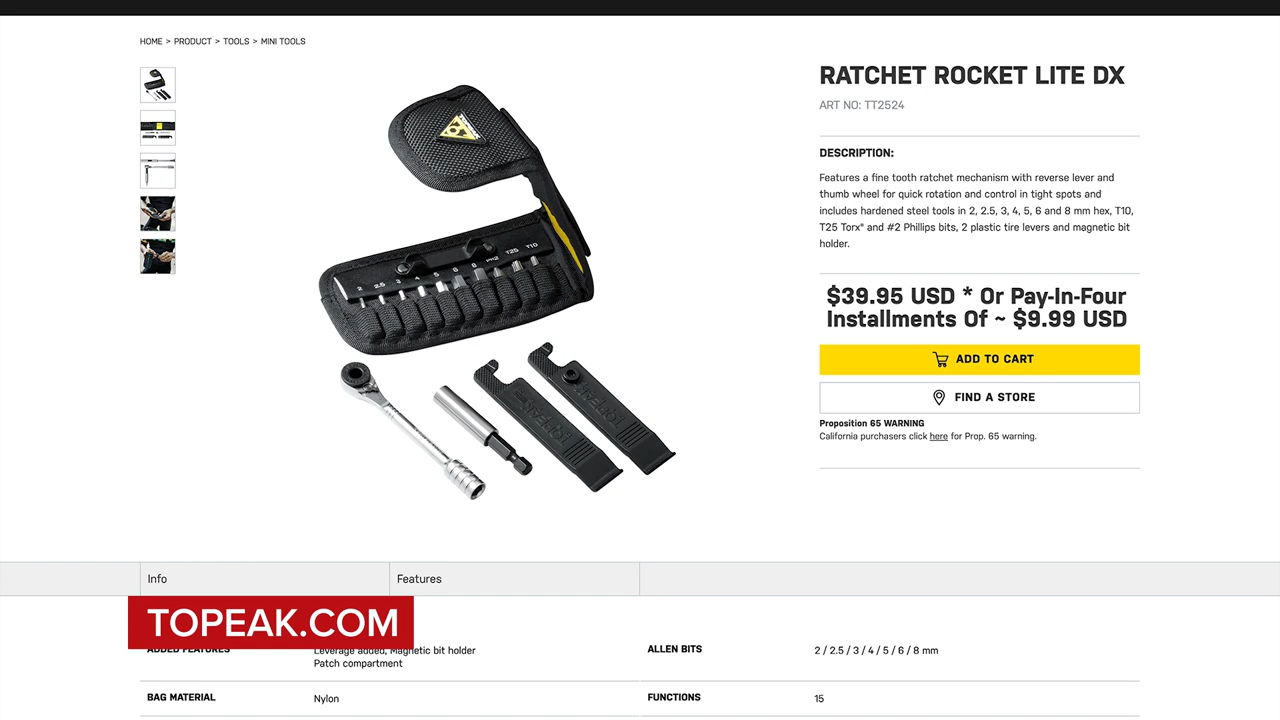 HOME > PRODUCT > TOOLS > MINI TOOLS
RATCHET ROCKET LITE DX
ART NO: TT2524
DESCRIPTION:
Features a fine tooth ratchet mechanism with reverse lever and
thumb wheel for quick rotation and control in tight spots and
includes hardened steel tools in 2, 2.5, 3, 4, 5, 6 and 8 mm hex, T10,
T25 Torx® and #2 Phillips bits, 2 plastic tire levers and magnetic bit
holder.
$39.95 USD * Or Pay-In-Four
Installments Of ~ $9.99 USD
ADD TO CART
FIND A STORE
Proposition 65 WARNING
California purchasers click here for Prop. 65 warning.
2 2.5 3 4 5 6 8 PH2 T25 T10
TOPEAK
TOPEAK
Info
Features
TOPEAK.COM
ADDED FEATURES
Leverage added, Magnetic bit holder
Patch compartment
ALLEN BITS
2 / 2.5 / 3 / 4 / 5 / 6 / 8 mm
BAG MATERIAL
Nylon
FUNCTIONS
15